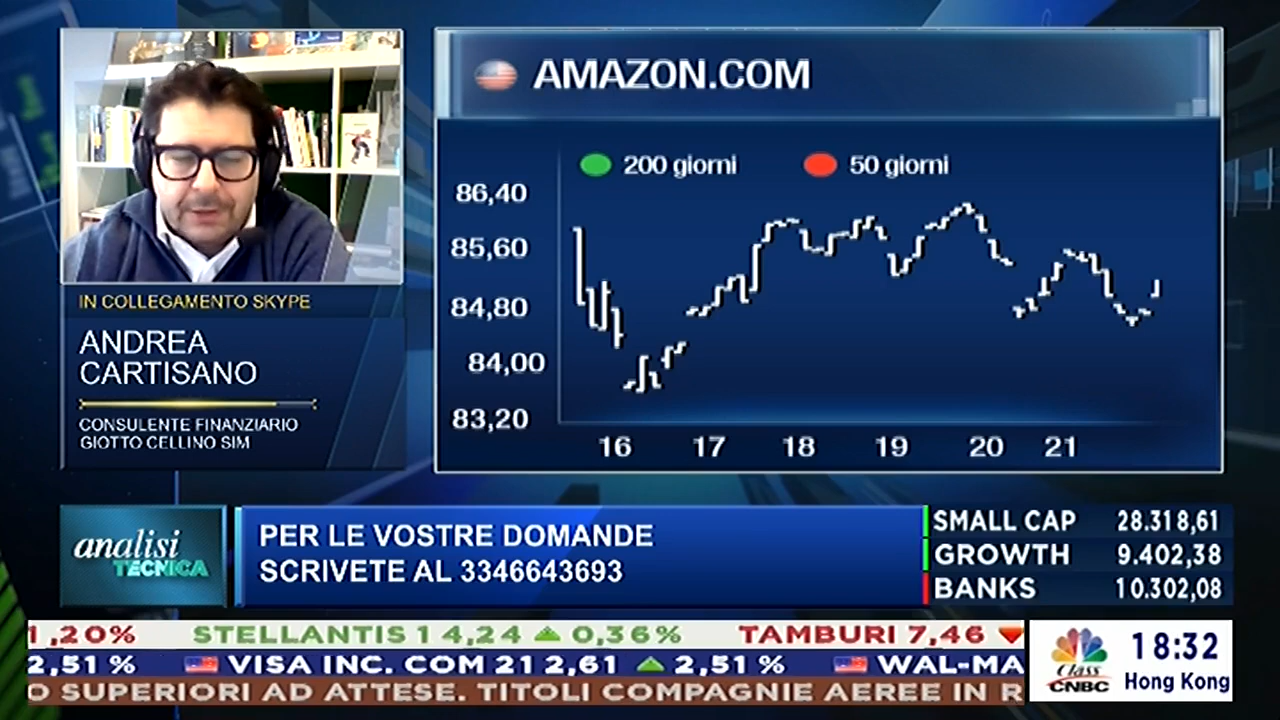 AMAZON.COM
200 giorni
50 giorni
86,40
85,60
84,80
84,00
83,20
16 17 18 19 20 21
IN COLLEGAMENTO SKYPE
ANDREA
CARTISANO
CONSULENTE FINANZIARIO
GIOTTO CELLINO SIM
analisi
TECNICA
PER LE VOSTRE DOMANDE
SCRIVETE AL 3346643693
SMALL CAP 28.318,61
GROWTH 9.402,38
BANKS 10.302,08
1,20% STELLANTIS 14,24 0,36% TAMBURI 7,46
2,51 % VISA INC. COM 212,61 2,51 % WAL-MA
O SUPERIORI AD ATTESE. TITOLI COMPAGNIE AEREE IN R
Class
CNBC
18:32
Hong Kong